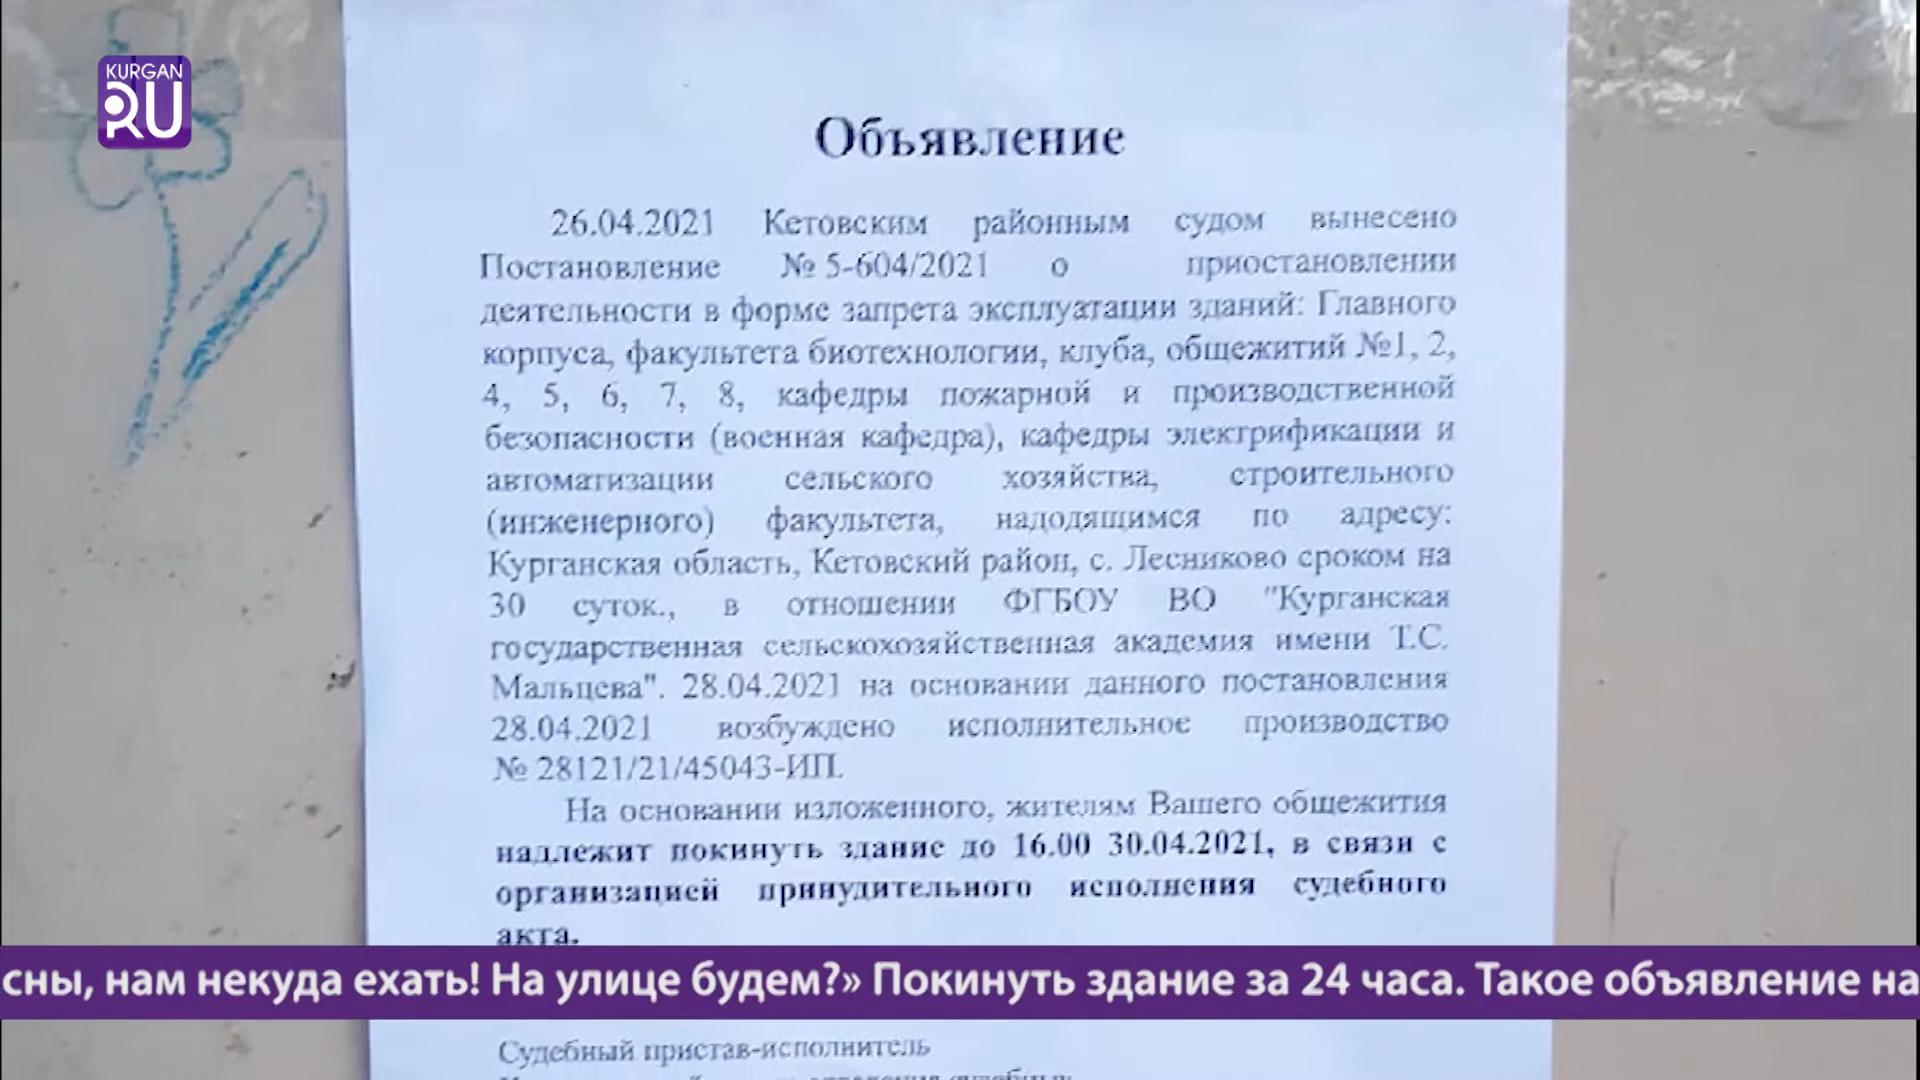 KURGAN
RU
Объявление
26.04.2021 Кетовским районным судом вынесено
Постановление № 5-604/2021 о приостановлении
деятельности в форме запрета эксплуатации зданий: Главного
корпуса, факультета биотехнологии, клуба, общежитий №1, 2,
4, 5, 6, 7, 8, кафедры пожарной и производственной
безопасности (военная кафедра), кафедры электрификации и
автоматизации сельского хозяйства, строительного
(инженерного) факультета, надодящимся по адресу:
Курганская область, Кетовский район, с. Лесниково сроком на
30 суток., в отношении ФГБОУ ВО "Курганская
государственная сельскохозяйственная академия имени Т.С.
Мальцева". 28.04.2021 на основании данного постановления
28.04.2021 возбуждено исполнительное производство
№ 28121/21/45043-ИП.
На основании изложенного, жителям Вашего общежития
надлежит покинуть здание до 16.00 30.04.2021, в связи с
организацией принудительного исполнения судебного
акта.
сны, нам некуда ехать! На улице будем?» Покинуть здание за 24 часа. Такое объявление на
Судебный пристав-исполнитель